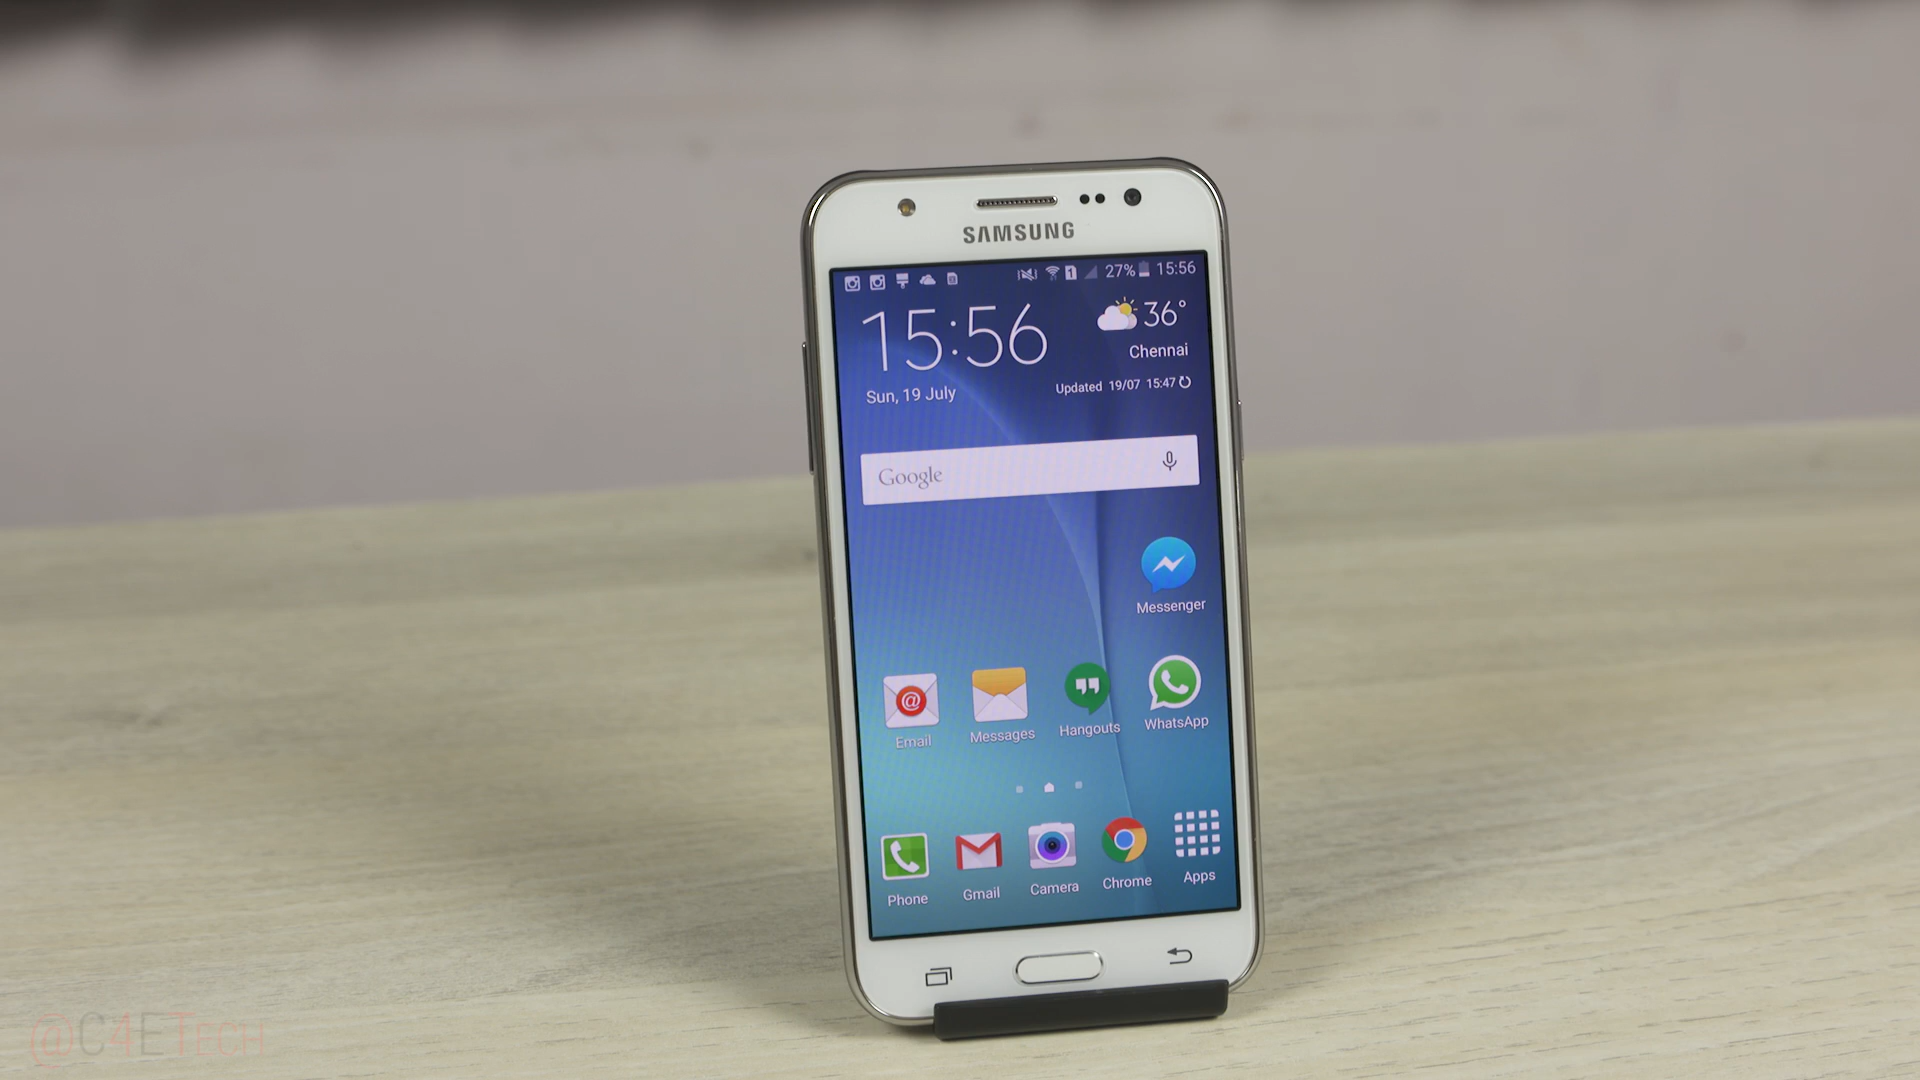 SAMSUNG
1 27% 15:56
15:56
36°
Chennai
Sun, 19 July
Updated 19/07 15:47
Google
Messenger
@
Email
Messages
Hangouts
WhatsApp
Phone
Gmail
Camera
Chrome
Apps
@C4ETECH